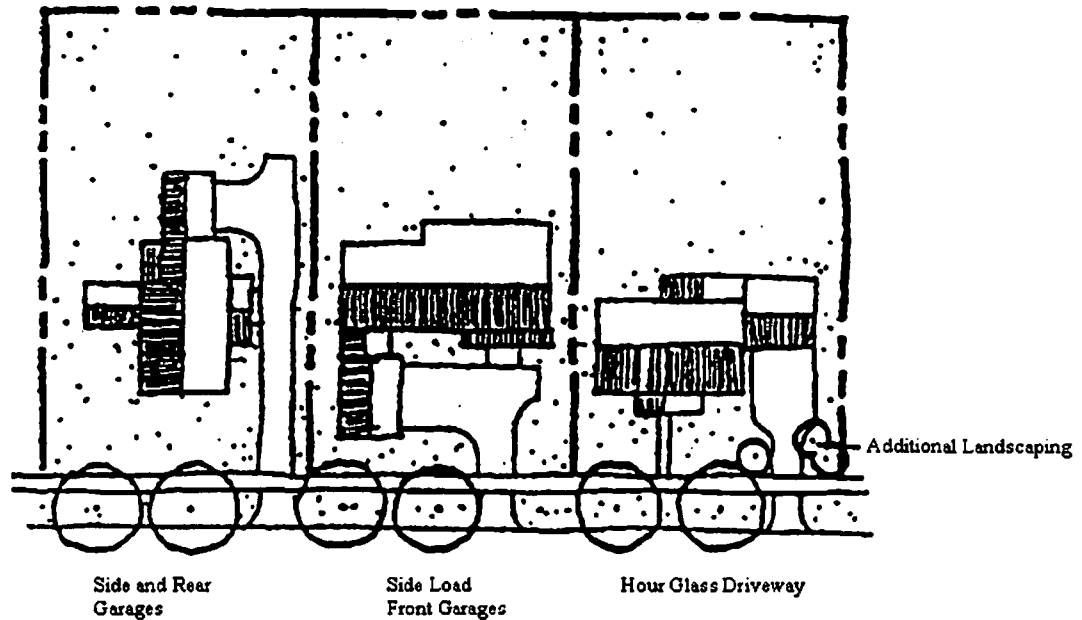 Additional Landscaping
Side and Rear
Garages
Side Load
Front Garages
Hour Glass Driveway